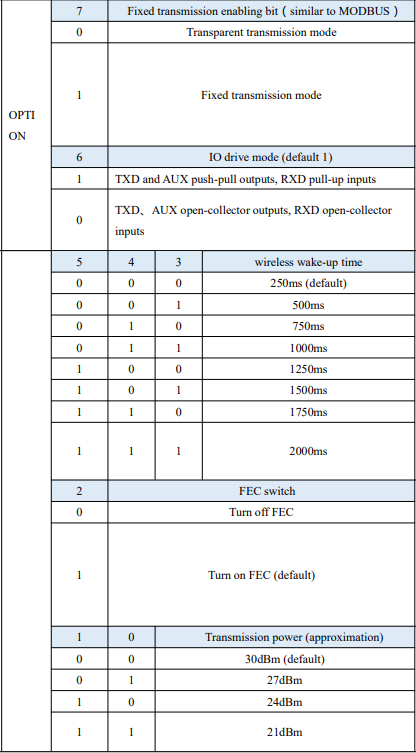 7 Fixed transmission enabling bit ( similar to MODBUS )
0 Transparent transmission mode
1 Fixed transmission mode
OPTI
ON
6 IO drive mode (default 1)
1 TXD and AUX push-pull outputs, RXD pull-up inputs
0 TXD、AUX open-collector outputs, RXD open-collector
inputs
5 4 3 wireless wake-up time
0 0 0 250ms (default)
0 0 1 500ms
0 1 0 750ms
0 1 1 1000ms
1 0 0 1250ms
1 0 1 1500ms
1 1 0 1750ms
1 1 1 2000ms
2 FEC switch
0 Turn off FEC
1 Turn on FEC (default)
1 0 Transmission power (approximation)
0 0 30dBm (default)
0 1 27dBm
1 0 24dBm
1 1 21dBm